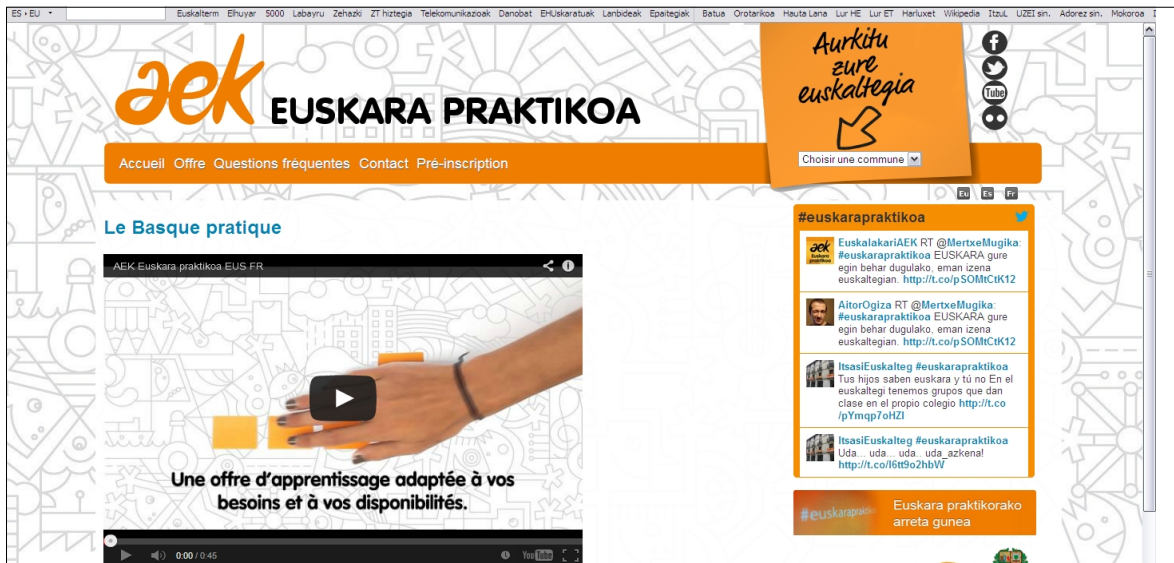 ES › EU
Euskalterm Elhuyar 5000 Labayru Zehazki ZT hiztegia Telekomunikazioak Danobat EHUskaratuak Lanbideak Epaitegiak Batua Orotarikoa Hauta Lana Lur HE Lur ET Harluxet Wikipedia ItzuL UZEI sin. Adorez sin. Mokoroa
aek EUSKARA PRAKTIKOA
Aurkitu
zure
euskaltegia
Choisir une commune
Tube
Accueil Offre Questions fréquentes Contact Pré-inscription
Eu Es Fr
Le Basque pratique
AEK Euskara praktikoa EUS FR
Une offre d'apprentissage adaptée à vos
besoins et à vos disponibilités.
0:00 / 0:45
YouTube
#euskarapraktikoa
aek
EuskalakariAEK RT @MertxeMugika:
#euskarapraktikoa EUSKARA gure
egin behar dugulako, eman izena
euskaltegian. http://t.co/pSOMtCtK12
AitorOgiza RT @MertxeMugika:
#euskarapraktikoa EUSKARA gure
egin behar dugulako, eman izena
euskaltegian. http://t.co/pSOMtCtK12
ItsasiEuskalteg #euskarapraktikoa
Tus hijos saben euskara y tú no En el
euskaltegi tenemos grupos que dan
clase en el propio colegio http://t.co
/pYmqp7oHZI
ItsasiEuskalteg #euskarapraktikoa
Uda... uda... uda.. uda_azkena!
http://t.co/l6tt9o2hbW
#euskarapraktiko
Euskara praktikorako
arreta gunea